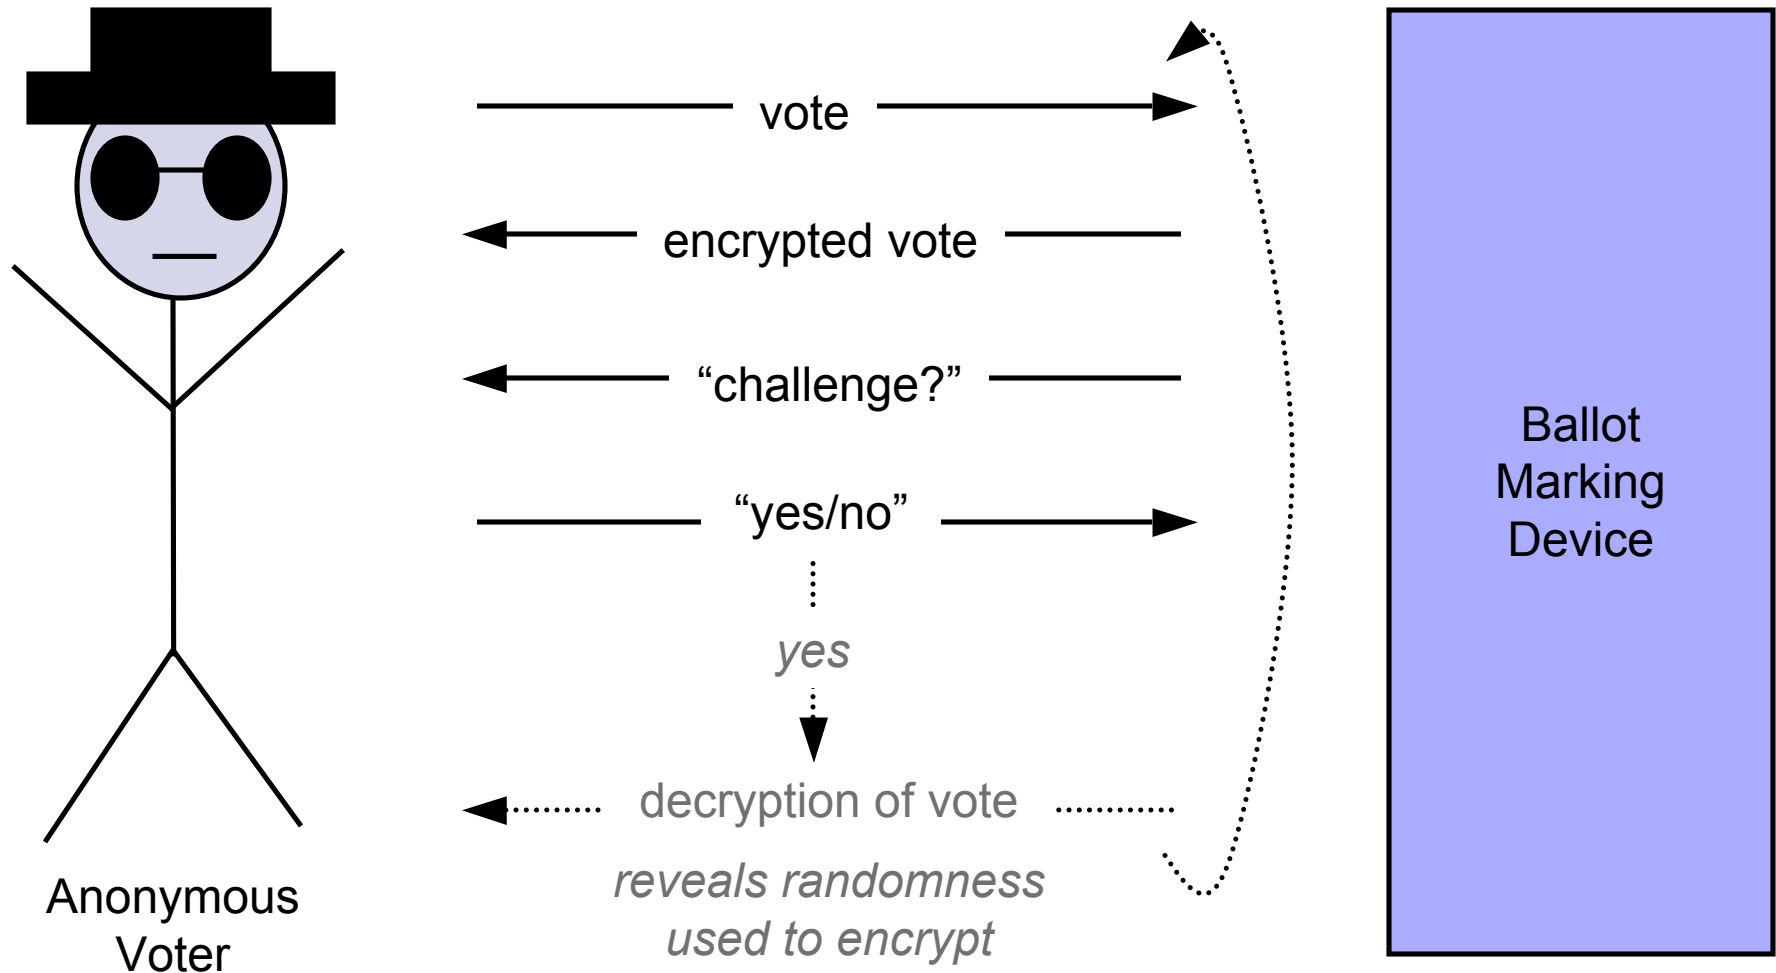 vote
encrypted vote
“challenge?”
“yes/no”
yes
decryption of vote
reveals randomness
used to encrypt
Anonymous
Voter
Ballot
Marking
Device